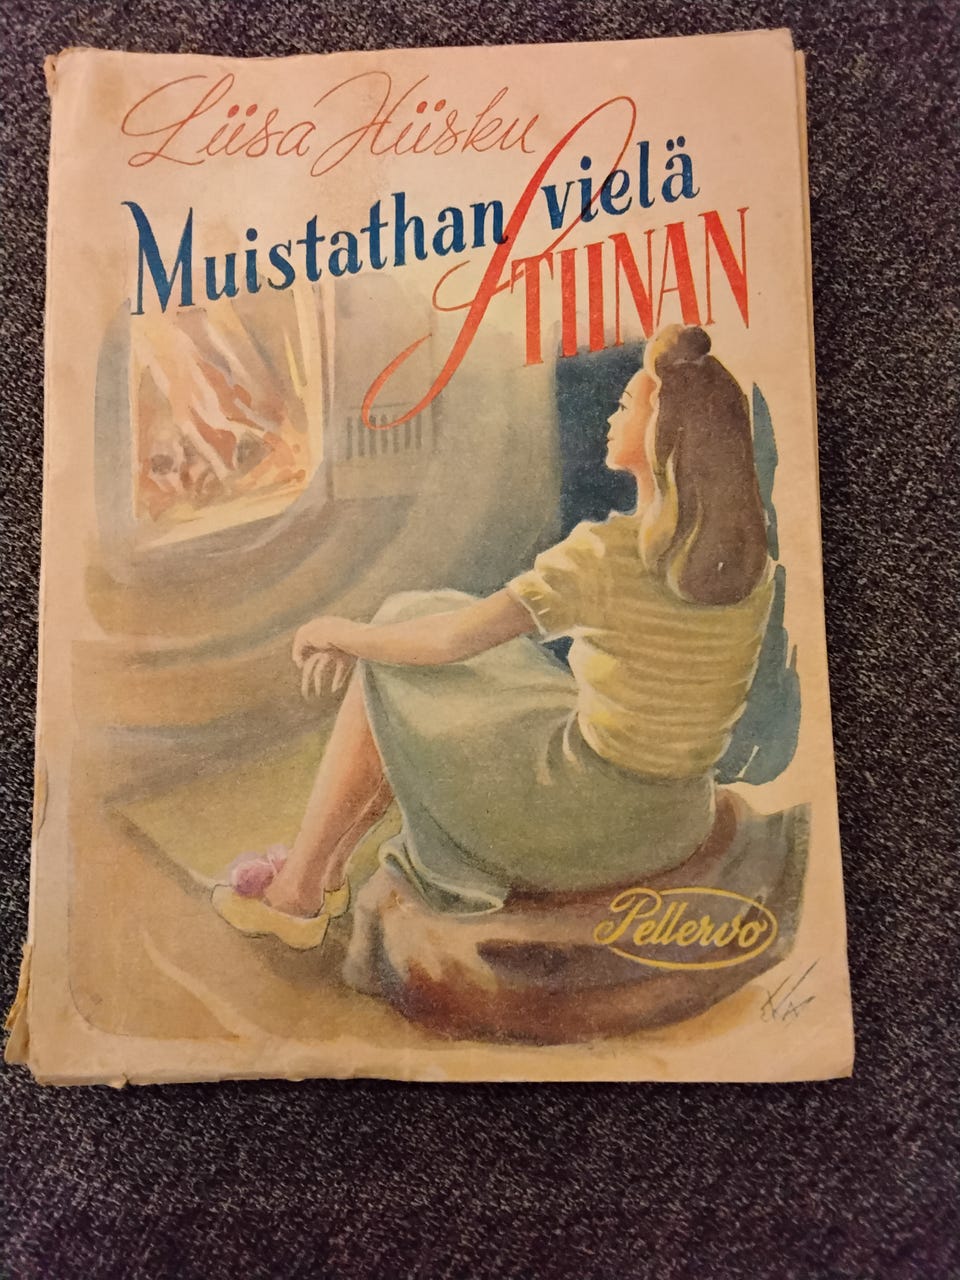 Liisa Hiisku
Muistathan vielä
STIINAN
Pellervo